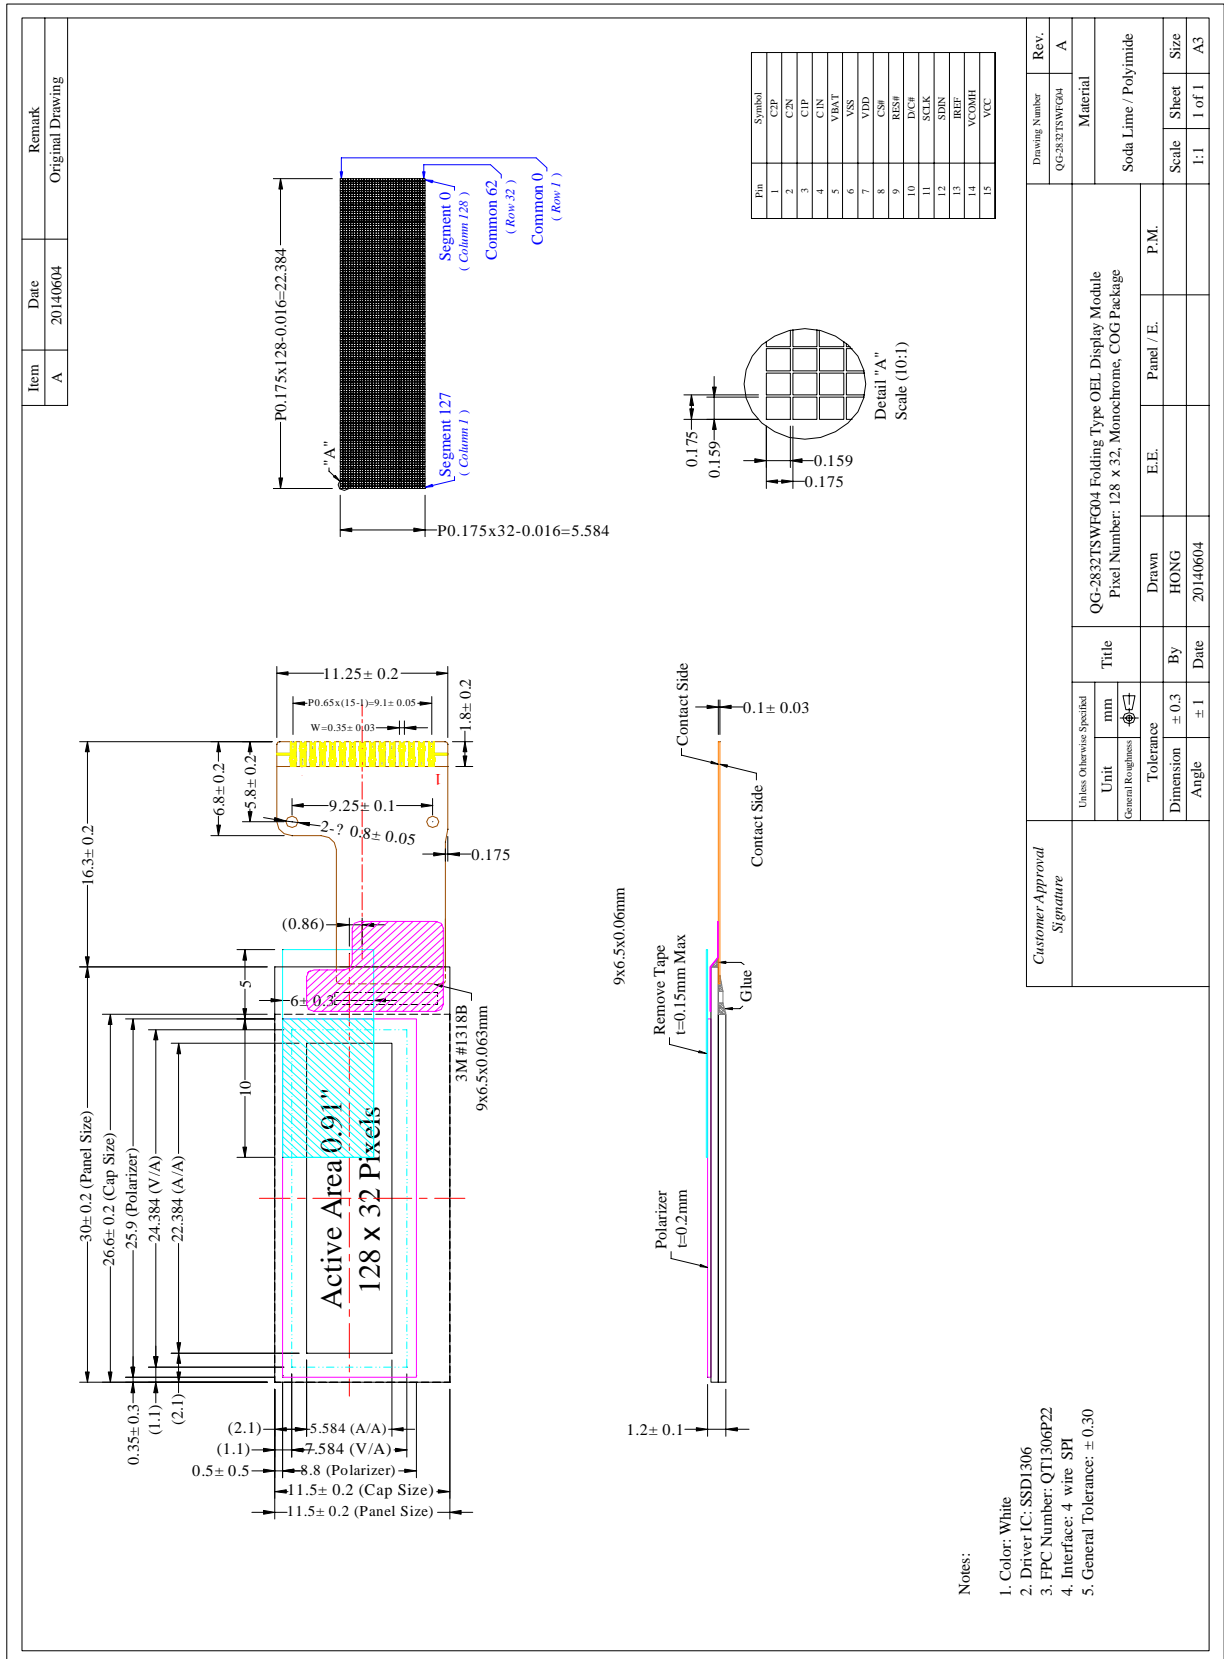 Item Date Remark
A 20140604 Original Drawing
30± 0.2 (Panel Size)
26.6± 0.2 (Cap Size)
25.9 (Polarizer)
24.384 (V/A)
22.384 (A/A)
0.35± 0.3
(1.1)
(2.1)
16.3± 0.2
6.8± 0.2
5.8± 0.2
10
5
6± 0.3
(0.86)
11.25± 0.2
P0.65x(15-1)=9.1± 0.05
W=0.35± 0.03
1.8± 0.2
1
9.25± 0.1
2-? 0.8± 0.05
0.175
Active Area 0.91"
128 x 32 Pixels
3M #1318B
9x6.5x0.063mm
(2.1)
5.584 (A/A)
(1.1)
7.584 (V/A)
0.5± 0.5
8.8 (Polarizer)
11.5± 0.2 (Cap Size)
11.5± 0.2 (Panel Size)
P0.175x128-0.016=22.384
"A"
P0.175x32-0.016=5.584
Segment 127
( Column 1 )
Segment 0
( Column 128 )
Common 62
( Row 32 )
Common 0
( Row 1 )
0.175
0.159
0.159
0.175
Detail "A"
Scale (10:1)
9x6.5x0.06mm
Remove Tape
t=0.15mm Max
Polarizer
t=0.2mm
Glue
Contact Side
Contact Side
0.1± 0.03
1.2± 0.1
Pin Symbol
1 C2P
2 C2N
3 C1P
4 C1N
5 VBAT
6 VSS
7 VDD
8 CS#
9 RES#
10 D/C#
11 SCLK
12 SDIN
13 IREF
14 VCOMH
15 VCC
Notes:
1. Color: White
2. Driver IC: SSD1306
3. FPC Number: QT1306P22
4. Interface: 4 wire SPI
5. General Tolerance: ± 0.30
Customer Approval
Signature
Unless Otherwise Specified
Unit mm
General Roughness
Tolerance
Dimension ± 0.3
Angle ± 1
Title
QG-2832TSWFG04 Folding Type OEL Display Module
Pixel Number: 128 x 32, Monochrome, COG Package
By Drawn E.E. Panel / E. P.M.
HONG
Date 20140604
Drawing Number Rev.
QG-2832TSWFG04 A
Material
Soda Lime / Polyimide
Scale Sheet Size
1:1 1 of 1 A3